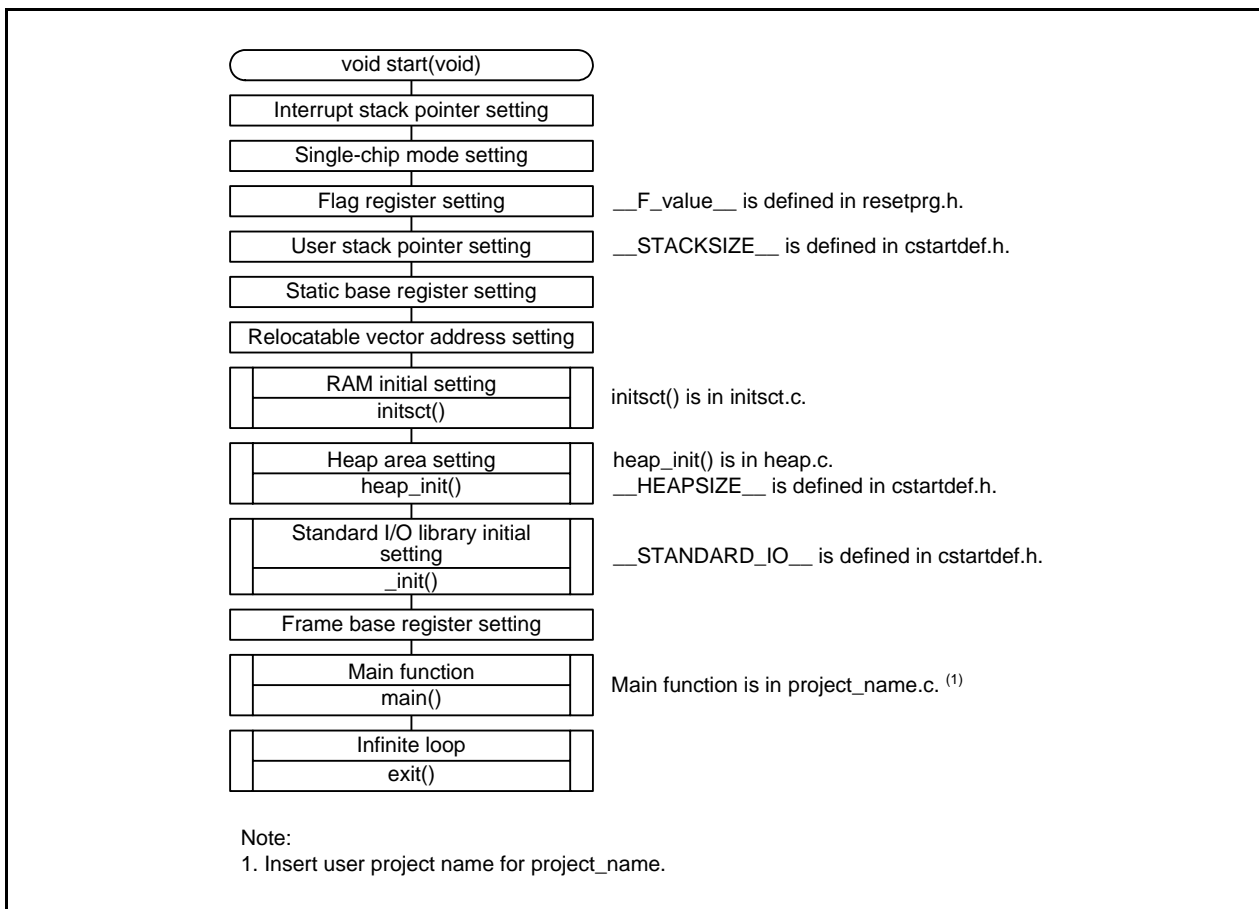 void start(void)
Interrupt stack pointer setting
Single-chip mode setting
Flag register setting
__F_value__ is defined in resetprg.h.
User stack pointer setting
__STACKSIZE__ is defined in cstartdef.h.
Static base register setting
Relocatable vector address setting
RAM initial setting
initsct()
initsct() is in initsct.c.
Heap area setting
heap_init()
heap_init() is in heap.c.
__HEAPSIZE__ is defined in cstartdef.h.
Standard I/O library initial
setting
_init()
__STANDARD_IO__ is defined in cstartdef.h.
Frame base register setting
Main function
main()
Main function is in project_name.c. (1)
Infinite loop
exit()
Note:
1. Insert user project name for project_name.